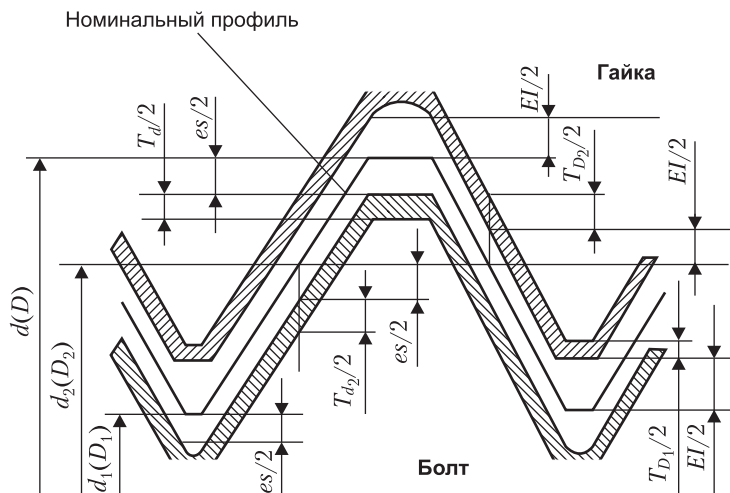 Номинальный профиль
Гайка
T_d/2
es/2
EI/2
T_{D_2}/2
EI/2
d(D)
d_2(D_2)
d_1(D_1)
es/2
T_{d_2}/2
es/2
Болт
T_{D_1}/2
EI/2